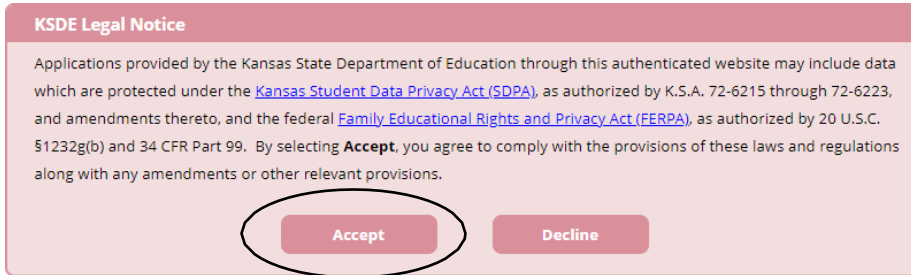 KSDE Legal Notice
Applications provided by the Kansas State Department of Education through this authenticated website may include data
which are protected under the Kansas Student Data Privacy Act (SDPA), as authorized by K.S.A. 72-6215 through 72-6223,
and amendments thereto, and the federal Family Educational Rights and Privacy Act (FERPA), as authorized by 20 U.S.C.
§1232g(b) and 34 CFR Part 99. By selecting Accept, you agree to comply with the provisions of these laws and regulations
along with any amendments or other relevant provisions.
Accept Decline